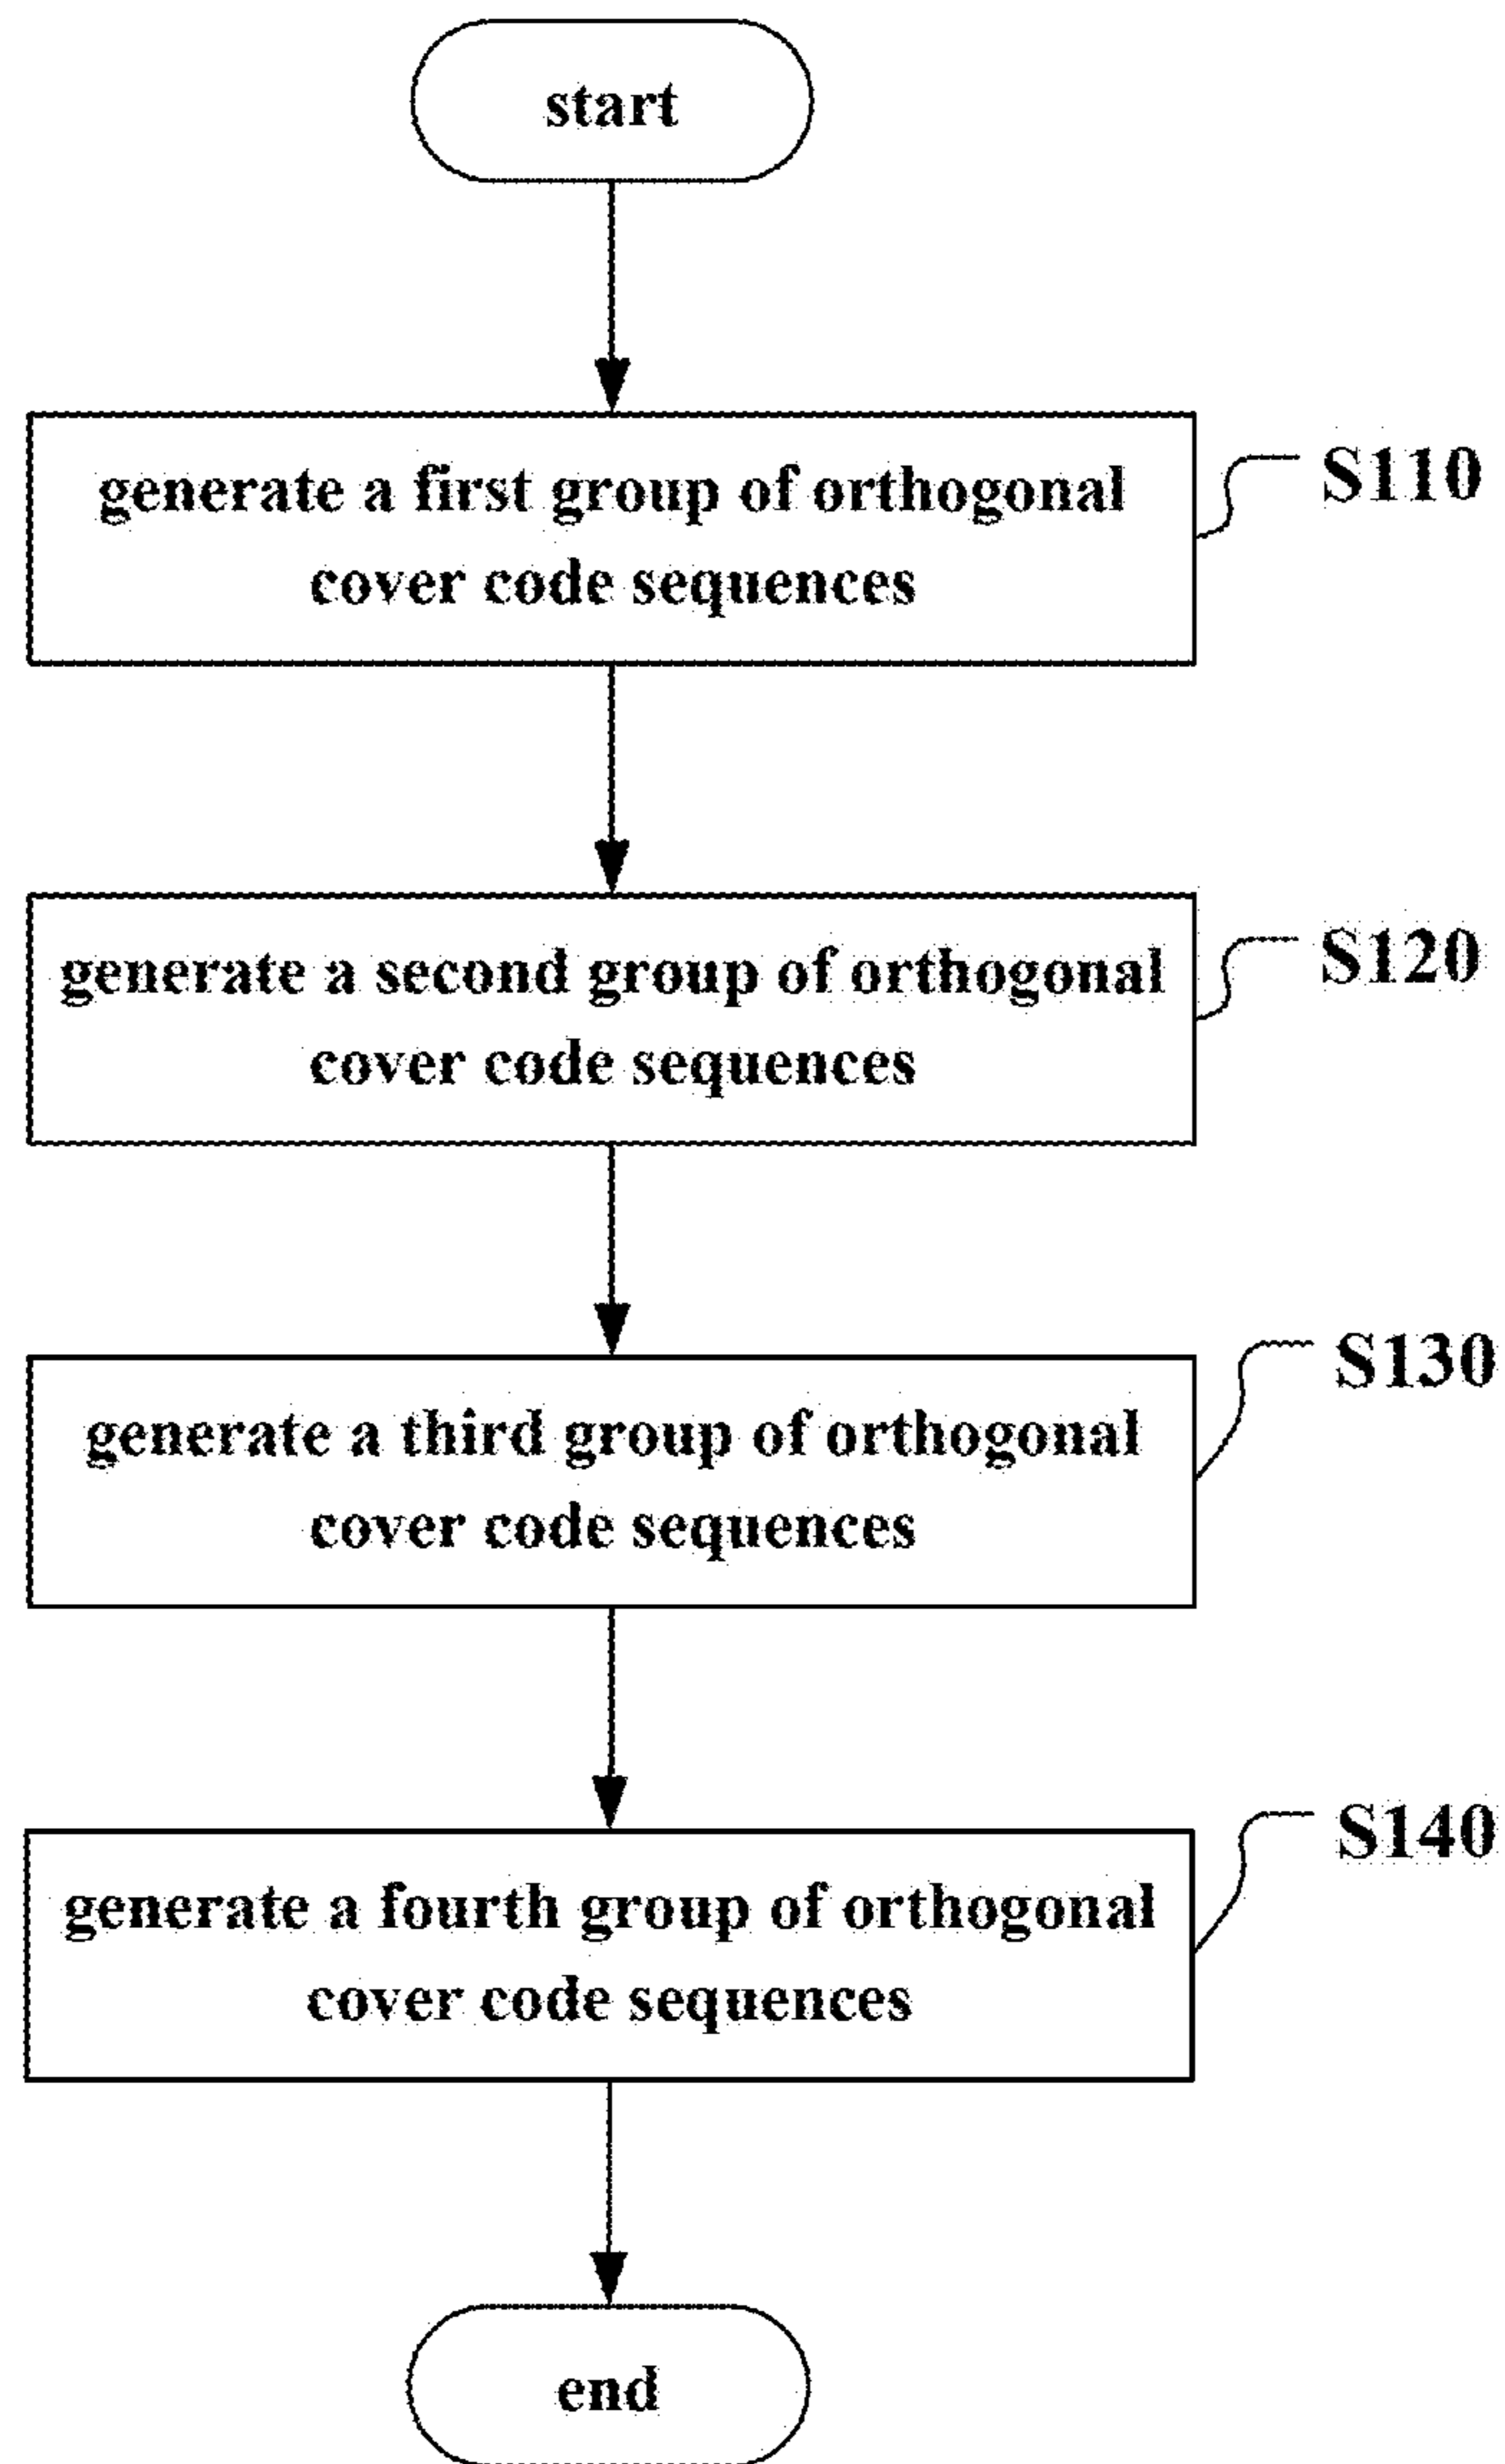 start
generate a first group of orthogonal
cover code sequences
S110
generate a second group of orthogonal
cover code sequences
S120
generate a third group of orthogonal
cover code sequences
S130
generate a fourth group of orthogonal
cover code sequences
S140
end